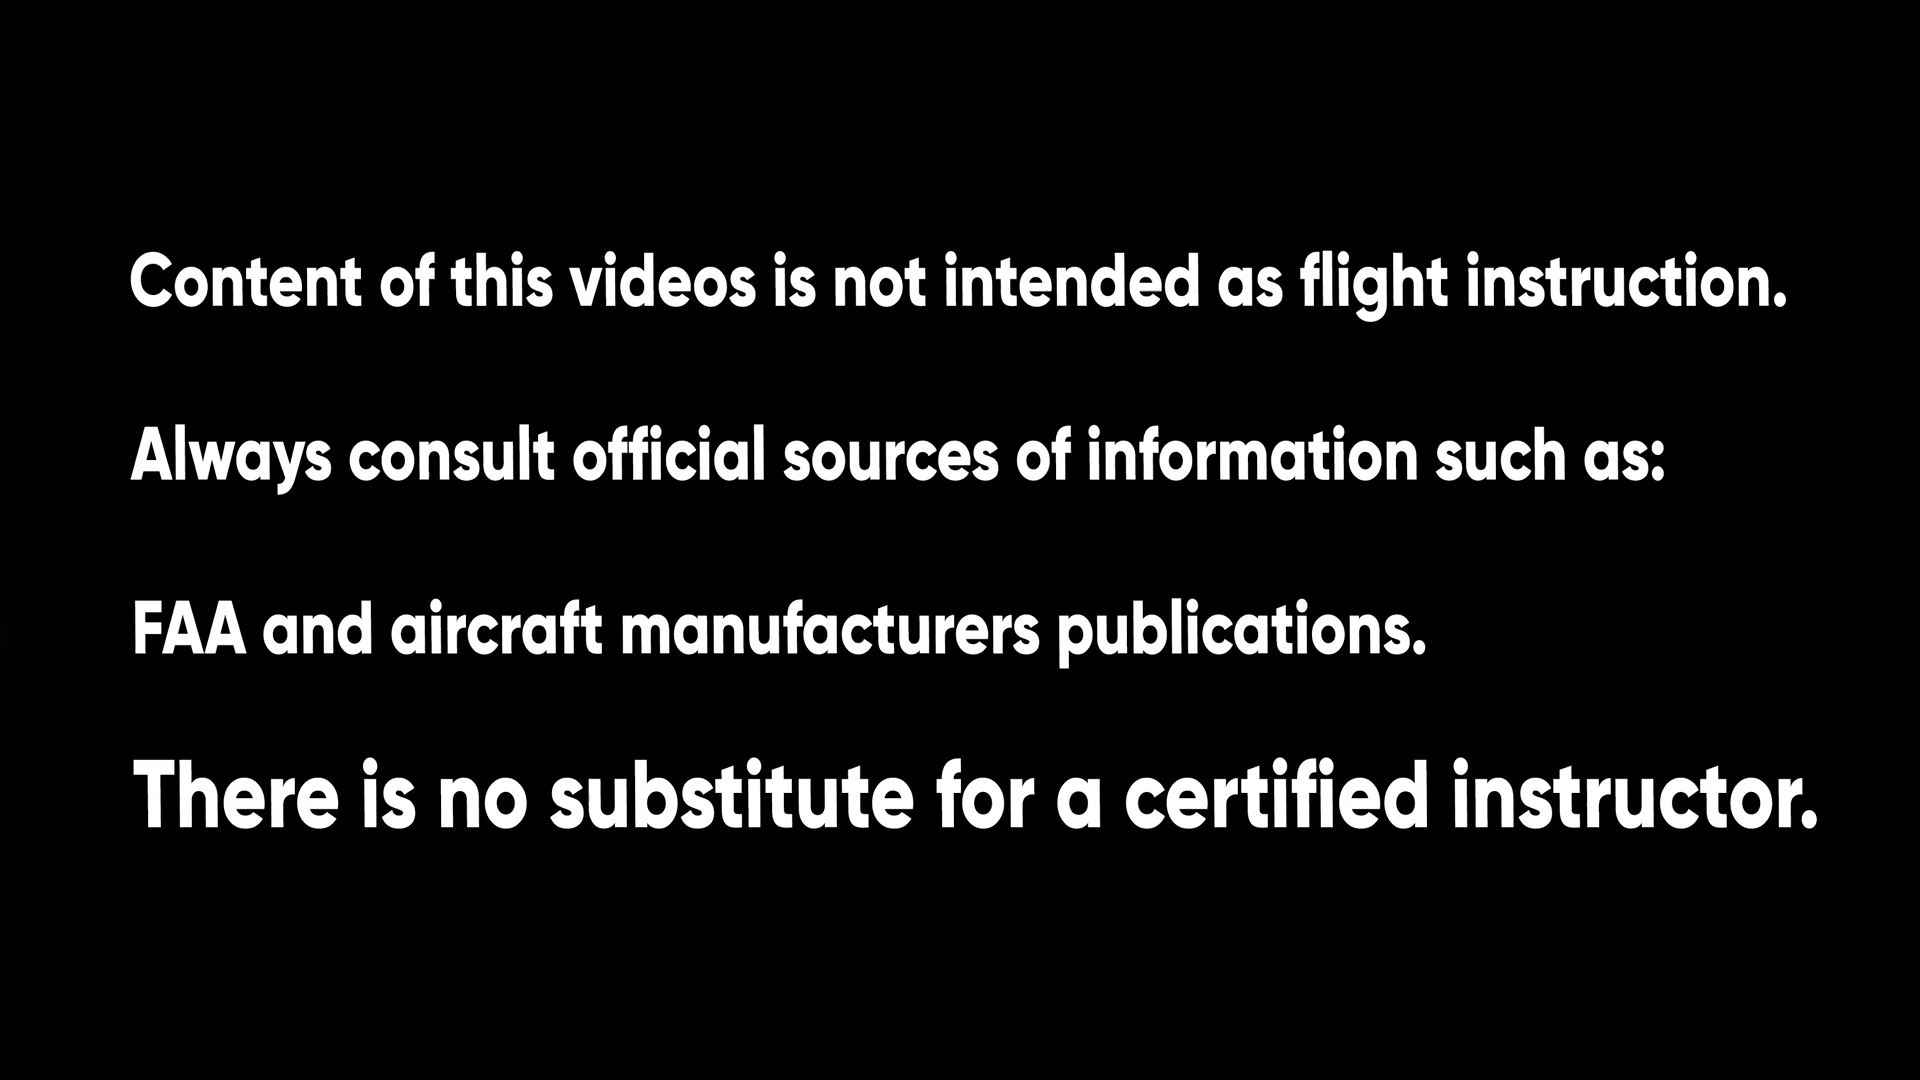 Content of this videos is not intended as flight instruction.
Always consult official sources of information such as:
FAA and aircraft manufacturers publications.
There is no substitute for a certified instructor.